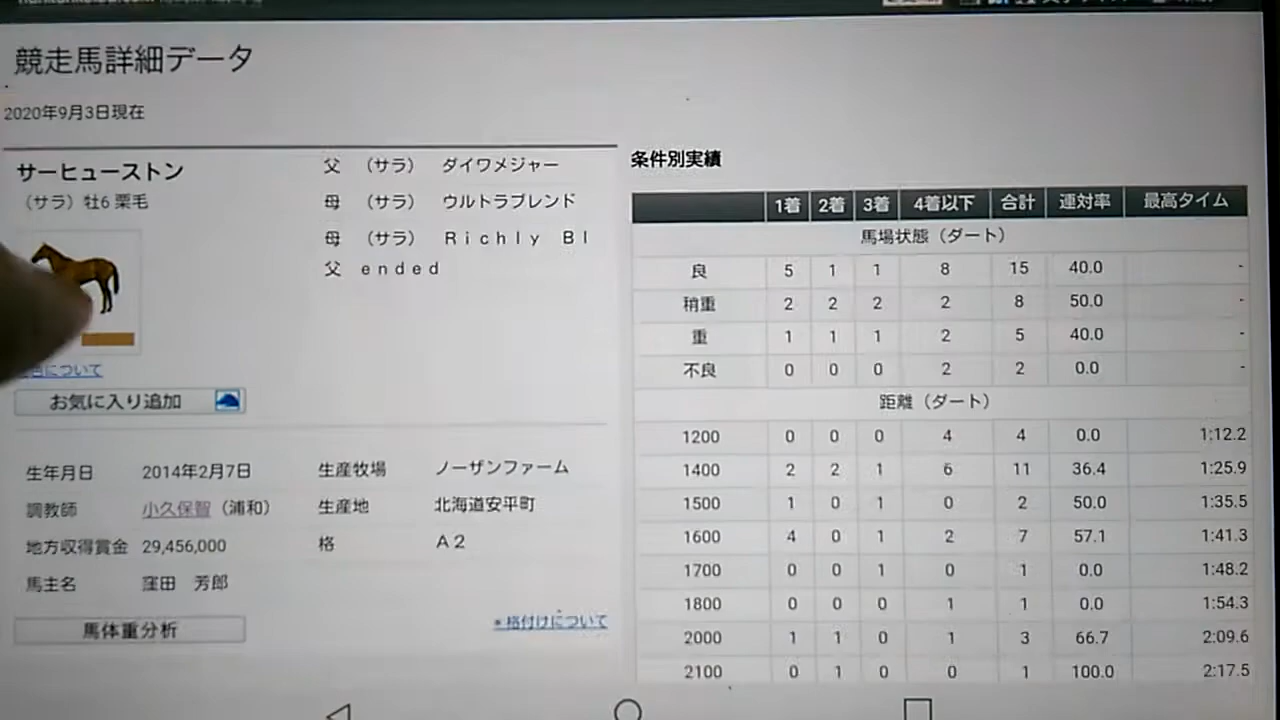 競走馬詳細データ
2020年9月3日現在
サーヒューストン
（サラ）牡6 栗毛
父 （サラ） ダイワメジャー
母 （サラ） ウルトラブレンド
母 （サラ） Ｒｉｃｈｌｙ Ｂｌ
父 ｅｎｄｅｄ
について
お気に入り追加
生年月日 2014年2月7日 生産牧場 ノーザンファーム
調教師 小久保智（浦和） 生産地 北海道安平町
地方収得賞金 29,456,000 格 Ａ２
馬主名 窪田 芳郎
馬体重分析
*格付けについて
条件別実績
1着 2着 3着 4着以下 合計 連対率 最高タイム
馬場状態（ダート）
良 5 1 1 8 15 40.0 -
稍重 2 2 2 2 8 50.0 -
重 1 1 1 2 5 40.0 -
不良 0 0 0 2 2 0.0 -
距離（ダート）
1200 0 0 0 4 4 0.0 1:12.2
1400 2 2 1 6 11 36.4 1:25.9
1500 1 0 1 0 2 50.0 1:35.5
1600 4 0 1 2 7 57.1 1:41.3
1700 0 0 1 0 1 0.0 1:48.2
1800 0 0 0 1 1 0.0 1:54.3
2000 1 1 0 1 3 66.7 2:09.6
2100 0 1 0 0 1 100.0 2:17.5